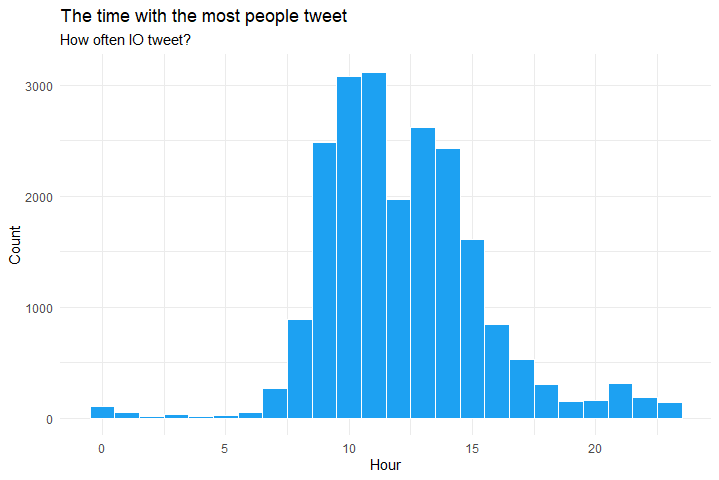 The time with the most people tweet
How often IO tweet?
3000
2000
1000
0
Count
0 5 10 15 20
Hour